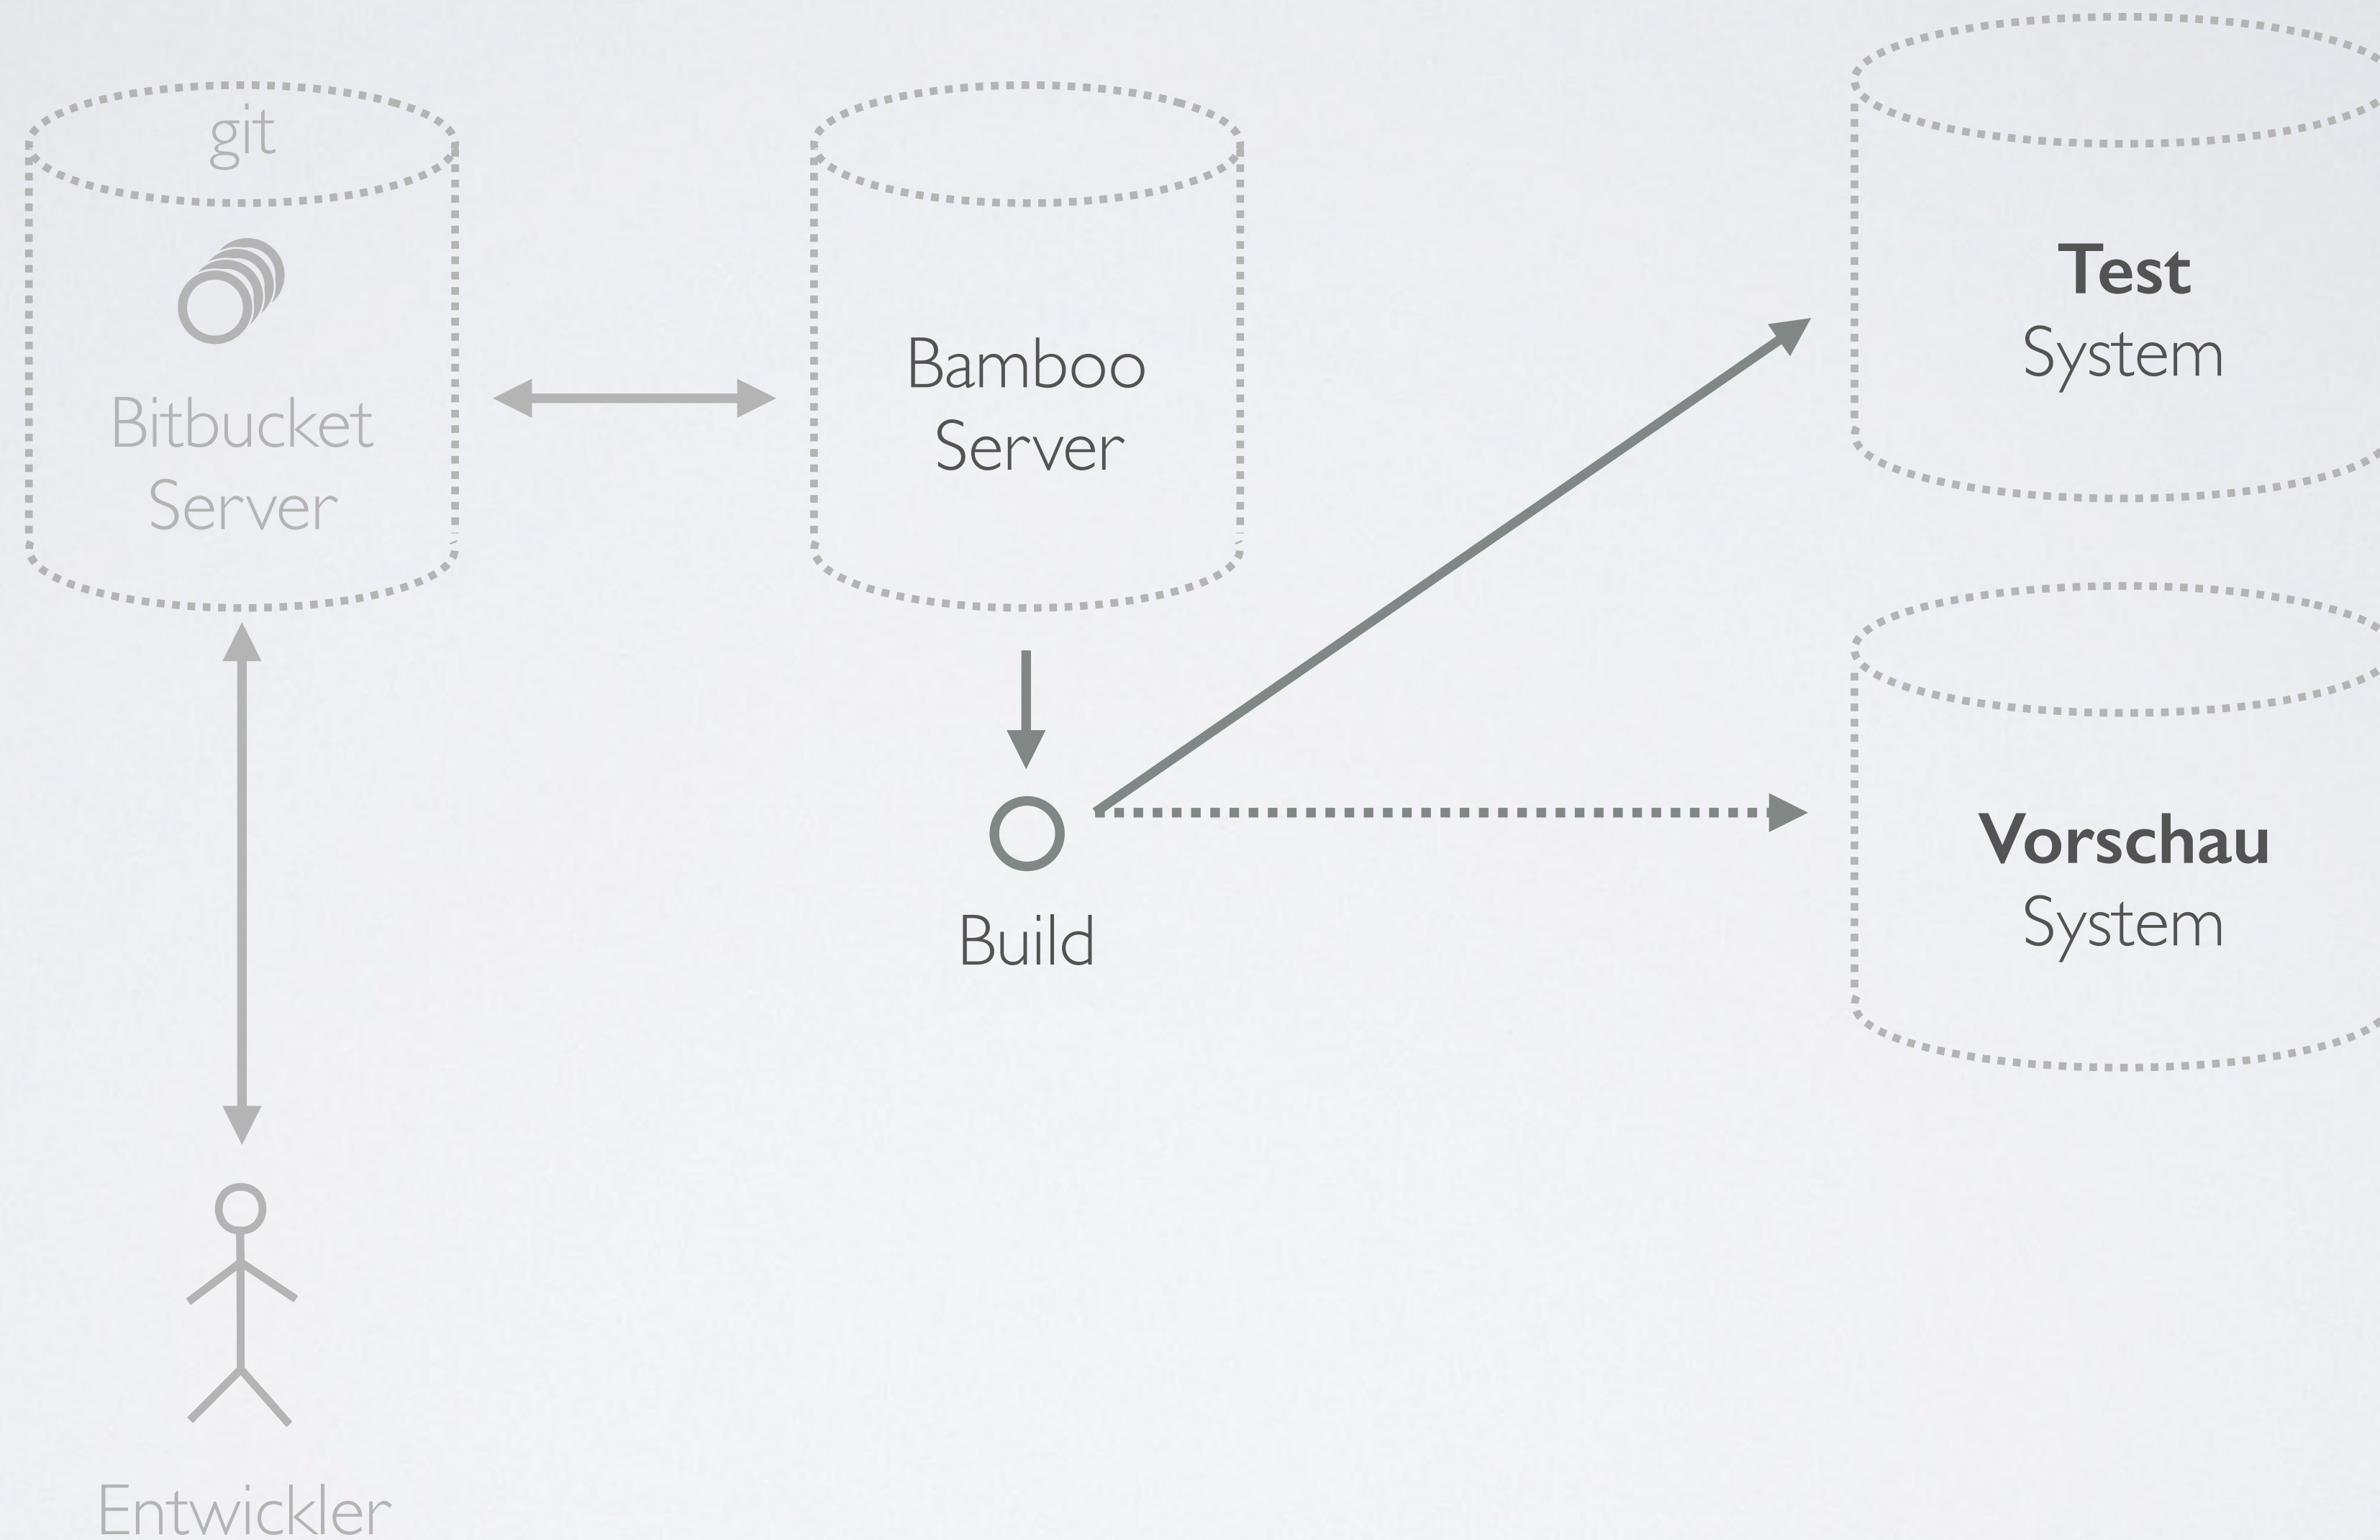 git
Bitbucket
Server
Bamboo
Server
Test
System
Build
Vorschau
System
Entwickler